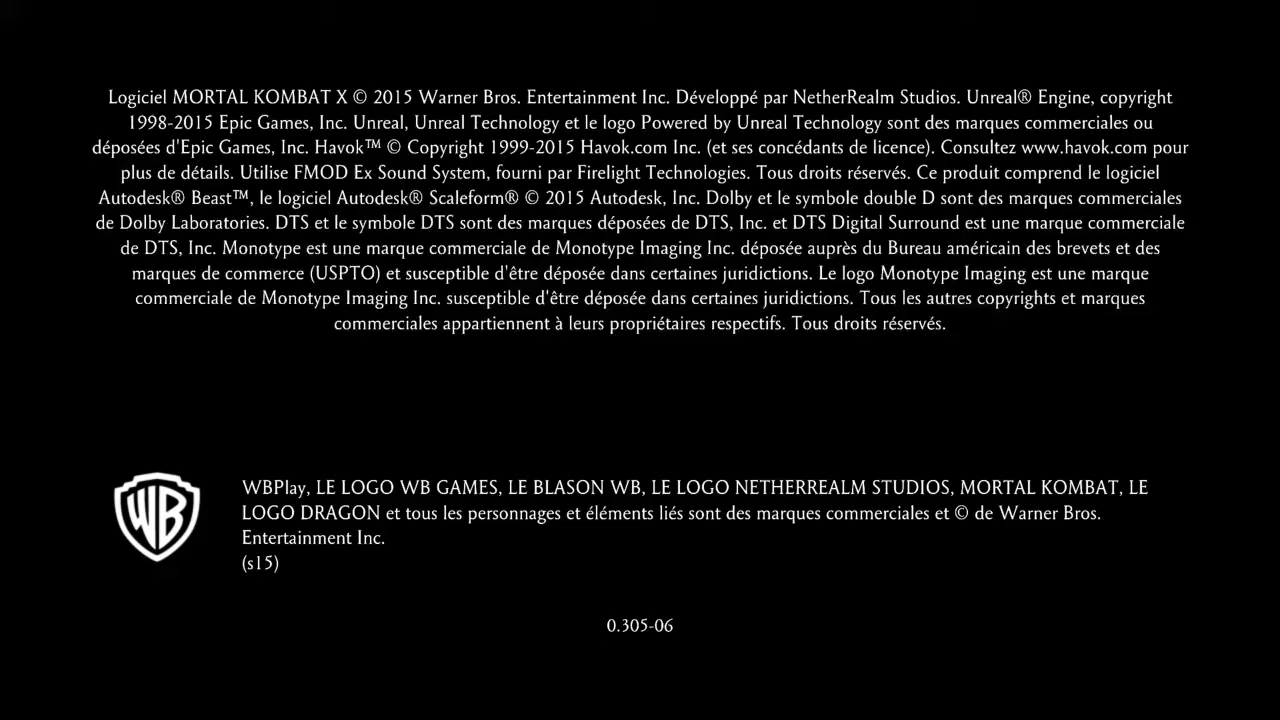 Logiciel MORTAL KOMBAT X © 2015 Warner Bros. Entertainment Inc. Développé par NetherRealm Studios. Unreal® Engine, copyright
1998-2015 Epic Games, Inc. Unreal, Unreal Technology et le logo Powered by Unreal Technology sont des marques commerciales ou
déposées d'Epic Games, Inc. Havok™ © Copyright 1999-2015 Havok.com Inc. (et ses concédants de licence). Consultez www.havok.com pour
plus de détails. Utilise FMOD Ex Sound System, fourni par Firelight Technologies. Tous droits réservés. Ce produit comprend le logiciel
Autodesk® Beast™, le logiciel Autodesk® Scaleform® © 2015 Autodesk, Inc. Dolby et le symbole double D sont des marques commerciales
de Dolby Laboratories. DTS et le symbole DTS sont des marques déposées de DTS, Inc. et DTS Digital Surround est une marque commerciale
de DTS, Inc. Monotype est une marque commerciale de Monotype Imaging Inc. déposée auprès du Bureau américain des brevets et des
marques de commerce (USPTO) et susceptible d'être déposée dans certaines juridictions. Le logo Monotype Imaging est une marque
commerciale de Monotype Imaging Inc. susceptible d'être déposée dans certaines juridictions. Tous les autres copyrights et marques
commerciales appartiennent à leurs propriétaires respectifs. Tous droits réservés.
WB
WBPlay, LE LOGO WB GAMES, LE BLASON WB, LE LOGO NETHERREALM STUDIOS, MORTAL KOMBAT, LE
LOGO DRAGON et tous les personnages et éléments liés sont des marques commerciales et © de Warner Bros.
Entertainment Inc.
(s15)
0.305-06